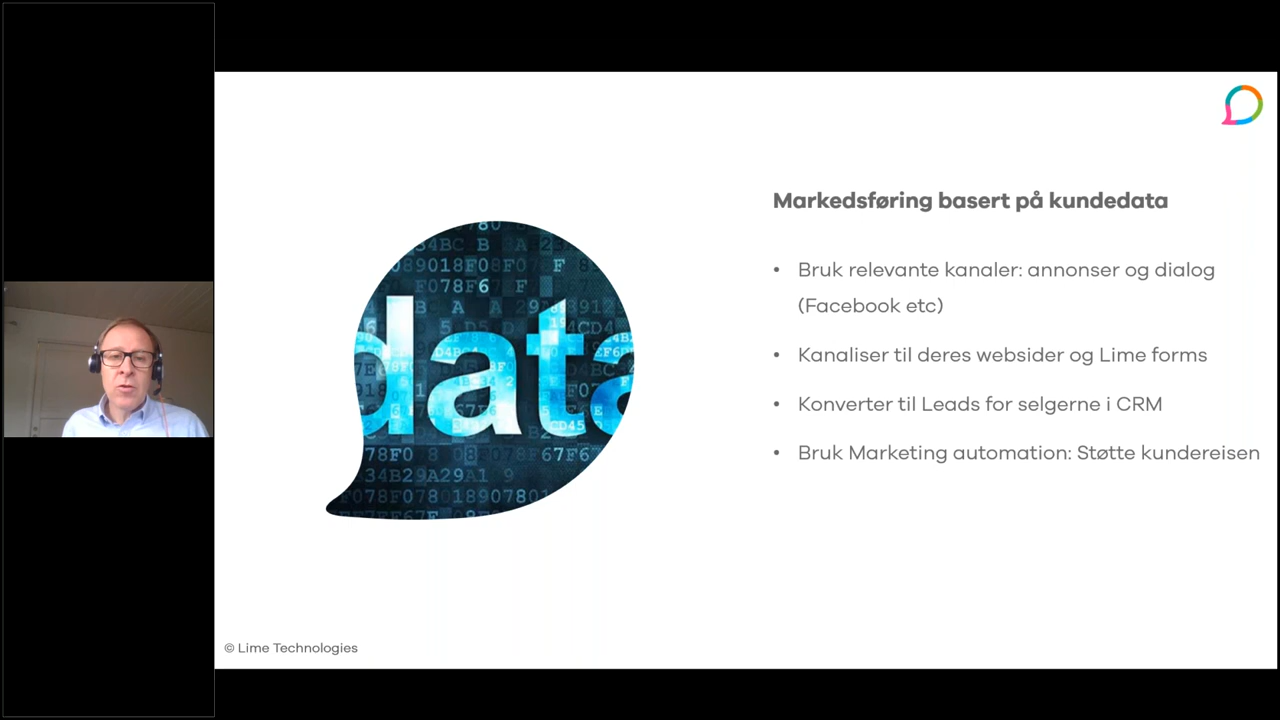 Markedsføring basert på kundedata
• Bruk relevante kanaler: annonser og dialog
(Facebook etc)
• Kanaliser til deres websider og Lime forms
• Konverter til Leads for selgerne i CRM
• Bruk Marketing automation: Støtte kundereisen
data
© Lime Technologies